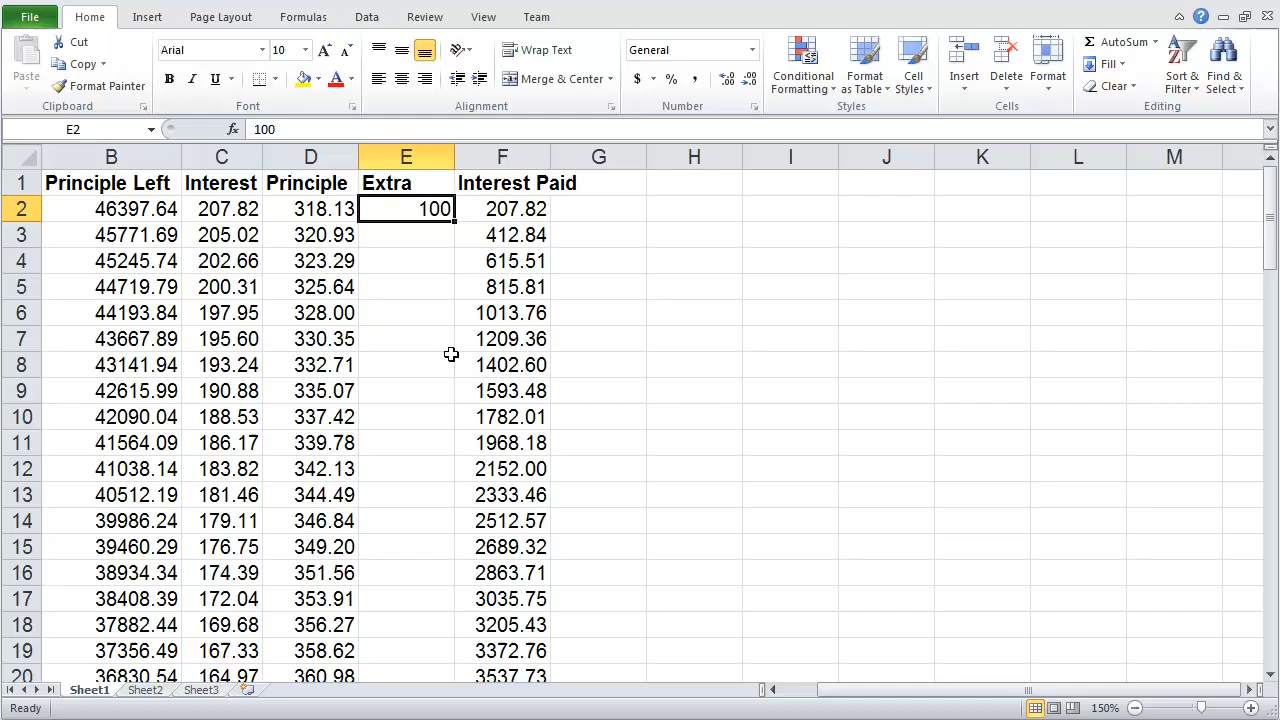 File Home Insert Page Layout Formulas Data Review View Team
Paste Cut Copy Format Painter Clipboard
Arial 10 A A B I U A Font
Wrap Text Merge & Center Alignment
General $ % , .00 .0 Number
Conditional Formatting Format as Table Cell Styles Styles
Insert Delete Format Cells
Σ AutoSum Fill Clear Sort & Filter Find & Select Editing
E2 fx 100
B C D E F G H I J K L M
1 Principle Left Interest Principle Extra Interest Paid
2 46397.64 207.82 318.13 100 207.82
3 45771.69 205.02 320.93 412.84
4 45245.74 202.66 323.29 615.51
5 44719.79 200.31 325.64 815.81
6 44193.84 197.95 328.00 1013.76
7 43667.89 195.60 330.35 1209.36
8 43141.94 193.24 332.71 1402.60
9 42615.99 190.88 335.07 1593.48
10 42090.04 188.53 337.42 1782.01
11 41564.09 186.17 339.78 1968.18
12 41038.14 183.82 342.13 2152.00
13 40512.19 181.46 344.49 2333.46
14 39986.24 179.11 346.84 2512.57
15 39460.29 176.75 349.20 2689.32
16 38934.34 174.39 351.56 2863.71
17 38408.39 172.04 353.91 3035.75
18 37882.44 169.68 356.27 3205.43
19 37356.49 167.33 358.62 3372.76
20 36830.54 164.97 360.98 3537.73
Sheet1 Sheet2 Sheet3
Ready 150%